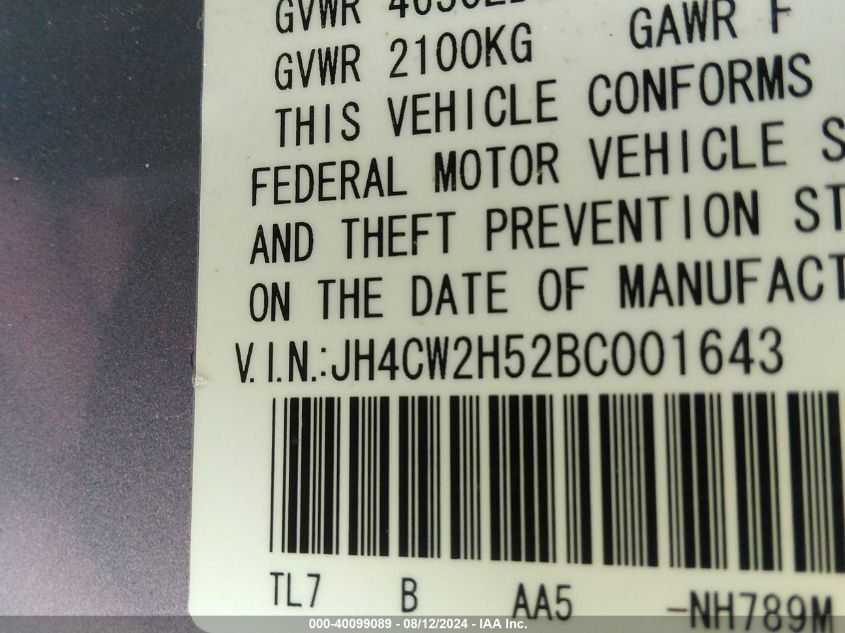 GVWR
GVWR 2100KG GAWR F
THIS VEHICLE CONFORMS
FEDERAL MOTOR VEHICLE S
AND THEFT PREVENTION ST
ON THE DATE OF MANUFACT
V.I.N.:JH4CW2H52BC001643
TL7 B AA5 -NH789M
000-40099089 - 08/12/2024 - IAA Inc.